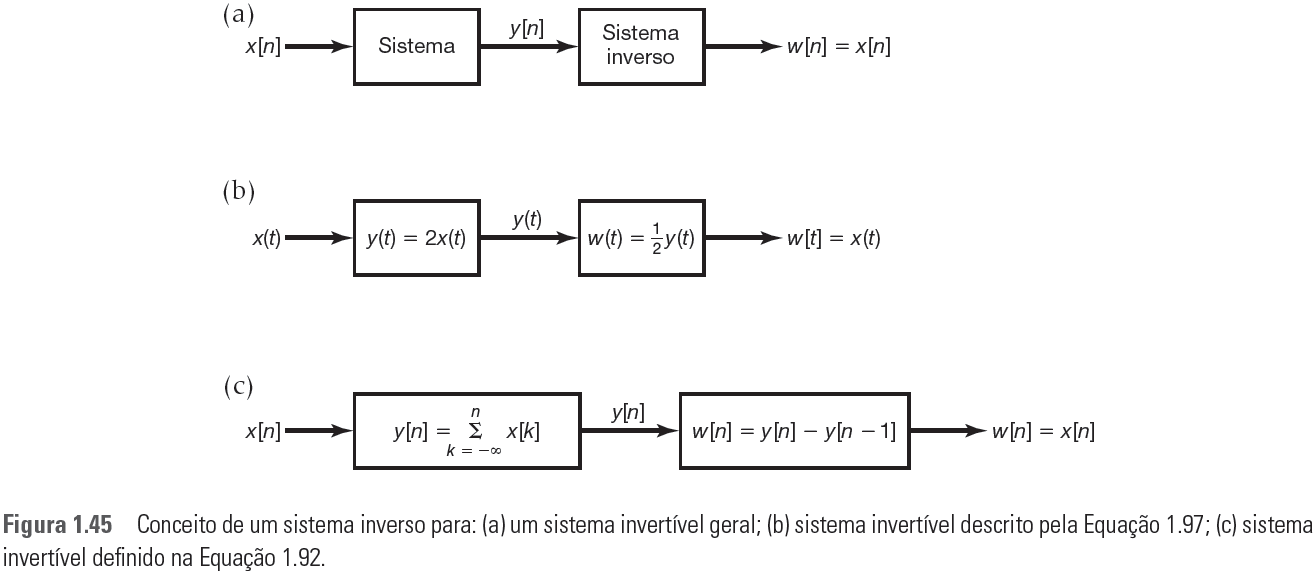 (a)
x[n] Sistema y[n] Sistema inverso w[n] = x[n]
(b)
x(t) y(t) = 2x(t) y(t) w(t) = 1/2 y(t) w[t] = x(t)
(c)
x[n] y[n] = n Σ k = −∞ x[k] y[n] w[n] = y[n] − y[n − 1] w[n] = x[n]
Figura 1.45 Conceito de um sistema inverso para: (a) um sistema invertível geral; (b) sistema invertível descrito pela Equação 1.97; (c) sistema
invertível definido na Equação 1.92.